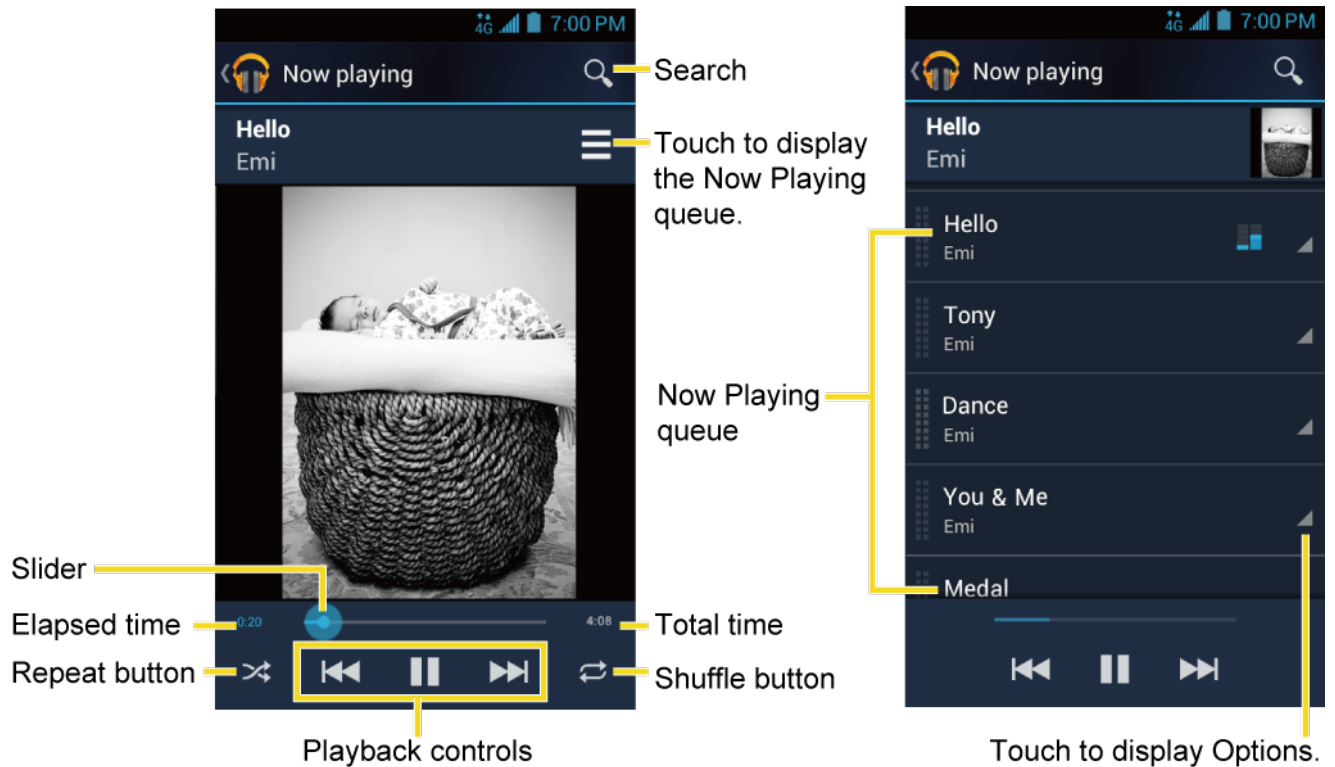 4G 7:00 PM
Now playing
Search
Hello
Emi
Touch to display
the Now Playing
queue.
Slider
Elapsed time
0:20
4:08
Total time
Repeat button
Shuffle button
Playback controls
4G 7:00 PM
Now playing
Hello
Emi
Hello
Emi
Tony
Emi
Dance
Emi
You & Me
Emi
Medal
Now Playing
queue
Touch to display Options.